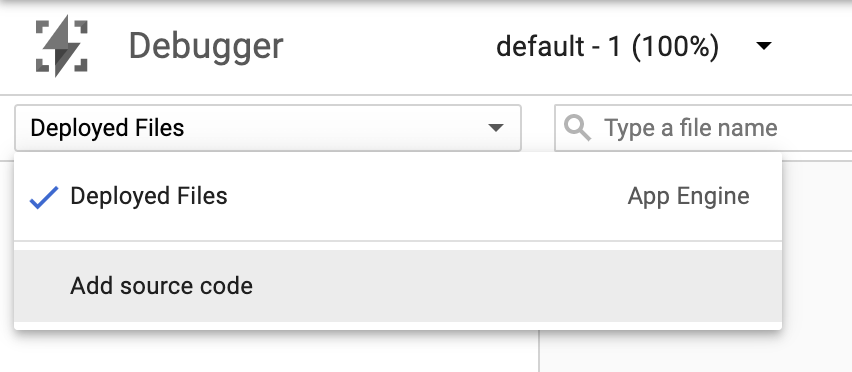 Debugger default - 1 (100%)
Deployed Files Type a file name
Deployed Files App Engine
Add source code